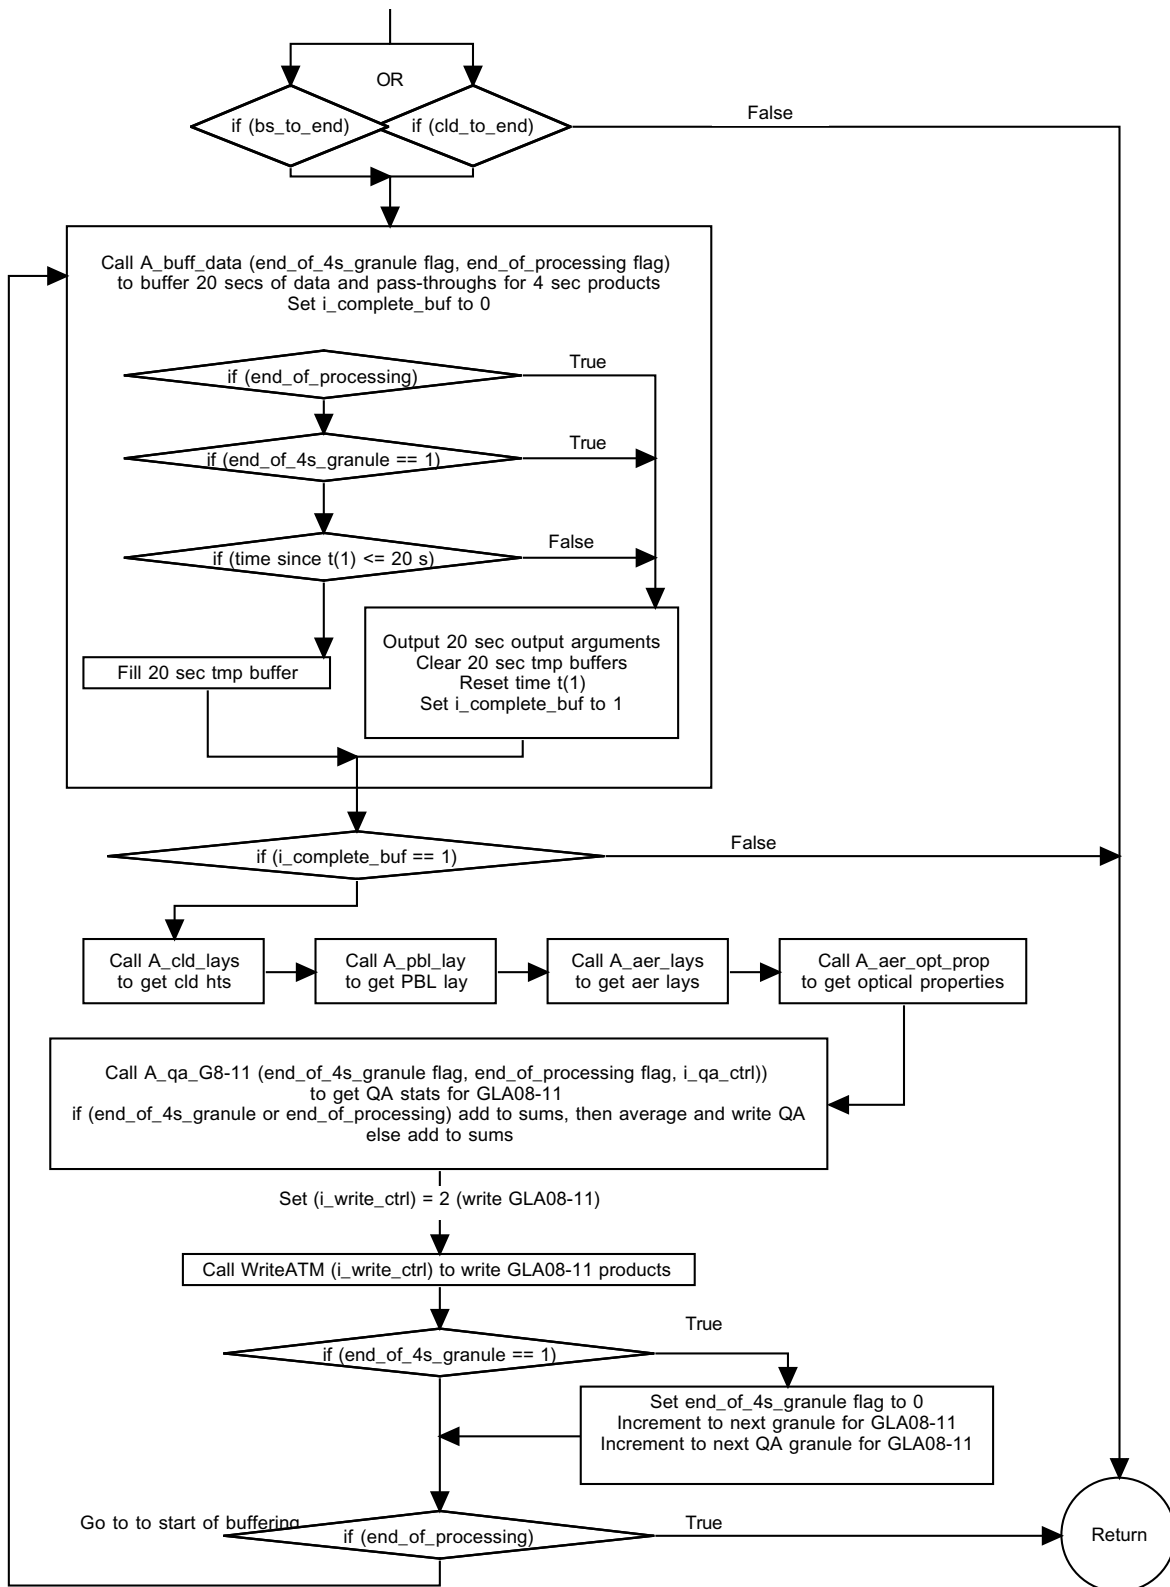 OR
if (bs_to_end)
if (cld_to_end)
False
Call A_buff_data (end_of_4s_granule flag, end_of_processing flag)
to buffer 20 secs of data and pass-throughs for 4 sec products
Set i_complete_buf to 0
if (end_of_processing)
True
if (end_of_4s_granule == 1)
True
if (time since t(1) <= 20 s)
False
Fill 20 sec tmp buffer
Output 20 sec output arguments
Clear 20 sec tmp buffers
Reset time t(1)
Set i_complete_buf to 1
if (i_complete_buf == 1)
False
Call A_cld_lays
to get cld hts
Call A_pbl_lay
to get PBL lay
Call A_aer_lays
to get aer lays
Call A_aer_opt_prop
to get optical properties
Call A_qa_G8-11 (end_of_4s_granule flag, end_of_processing flag, i_qa_ctrl))
to get QA stats for GLA08-11
if (end_of_4s_granule or end_of_processing) add to sums, then average and write QA
else add to sums
Set (i_write_ctrl) = 2 (write GLA08-11)
Call WriteATM (i_write_ctrl) to write GLA08-11 products
True
if (end_of_4s_granule == 1)
Set end_of_4s_granule flag to 0
Increment to next granule for GLA08-11
Increment to next QA granule for GLA08-11
Go to to start of buffering
if (end_of_processing)
True
Return